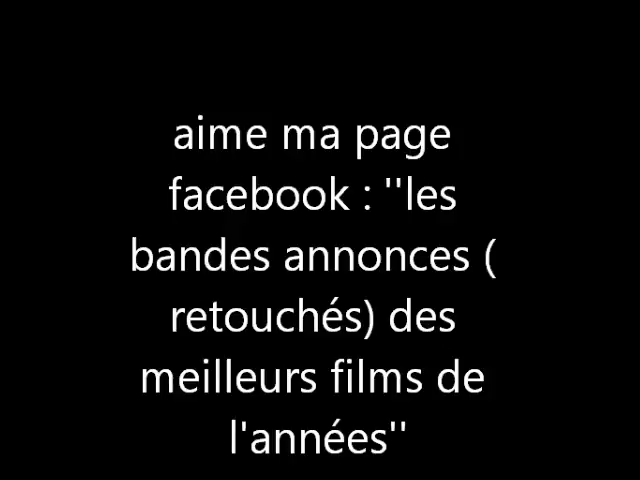 aime ma page
facebook : ''les
bandes annonces (
retouchés) des
meilleurs films de
l'années''